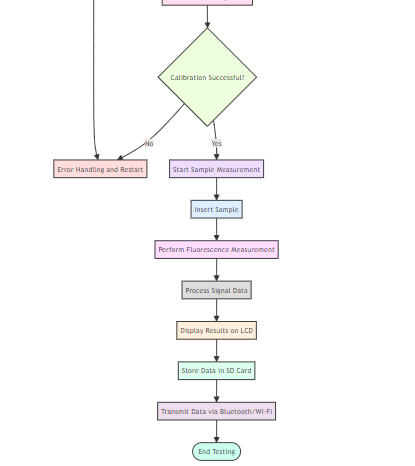 Calibration Successful?
No
Yes
Error Handling and Restart
Start Sample Measurement
Insert Sample
Perform Fluorescence Measurement
Process Signal Data
Display Results on LCD
Store Data in SD Card
Transmit Data via Bluetooth/Wi-Fi
End Testing